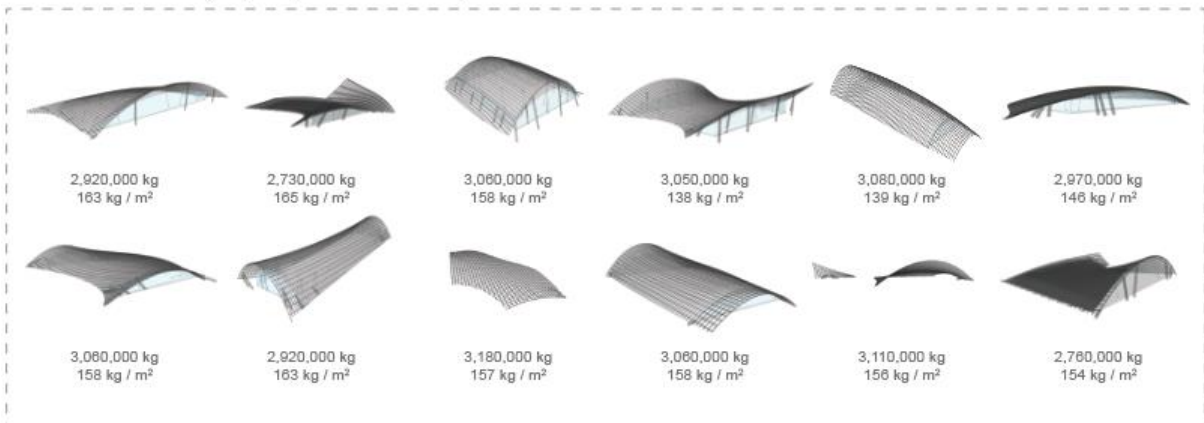 2,920,000 kg
163 kg / m²
2,730,000 kg
165 kg / m²
3,060,000 kg
158 kg / m²
3,050,000 kg
138 kg / m²
3,080,000 kg
139 kg / m²
2,970,000 kg
146 kg / m²
3,060,000 kg
158 kg / m²
2,920,000 kg
163 kg / m²
3,180,000 kg
157 kg / m²
3,060,000 kg
158 kg / m²
3,110,000 kg
156 kg / m²
2,760,000 kg
154 kg / m²